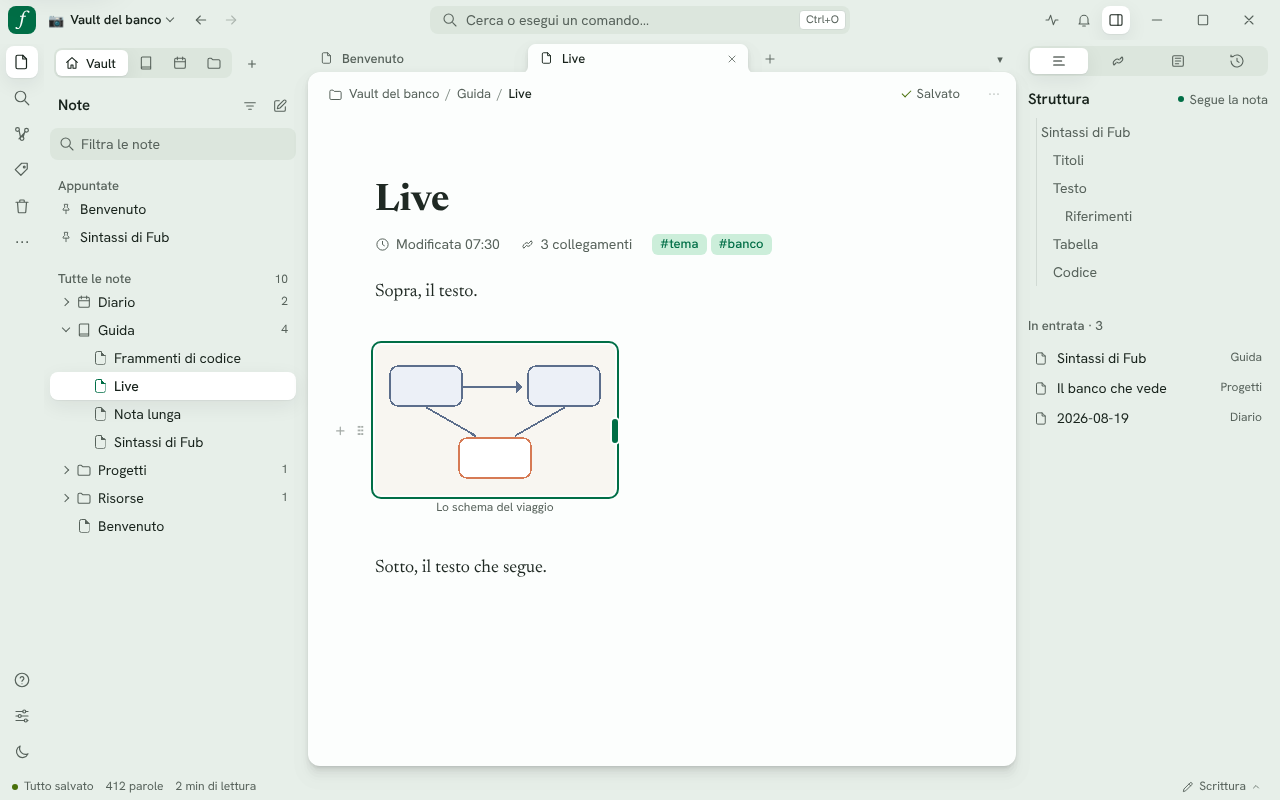 f
Vault del banco
Cerca o esegui un comando…
Ctrl+O
Vault
Note
Filtra le note
Appuntate
Benvenuto
Sintassi di Fub
Tutte le note 10
Diario 2
Guida 4
Frammenti di codice
Live
Nota lunga
Sintassi di Fub
Progetti 1
Risorse 1
Benvenuto
Benvenuto
Live
Vault del banco / Guida / Live
Salvato
Live
Modificata 07:30
3 collegamenti
#tema
#banco
Sopra, il testo.
Lo schema del viaggio
Sotto, il testo che segue.
Struttura
Segue la nota
Sintassi di Fub
Titoli
Testo
Riferimenti
Tabella
Codice
In entrata · 3
Sintassi di Fub Guida
Il banco che vede Progetti
2026-08-19 Diario
Tutto salvato
412 parole
2 min di lettura
Scrittura